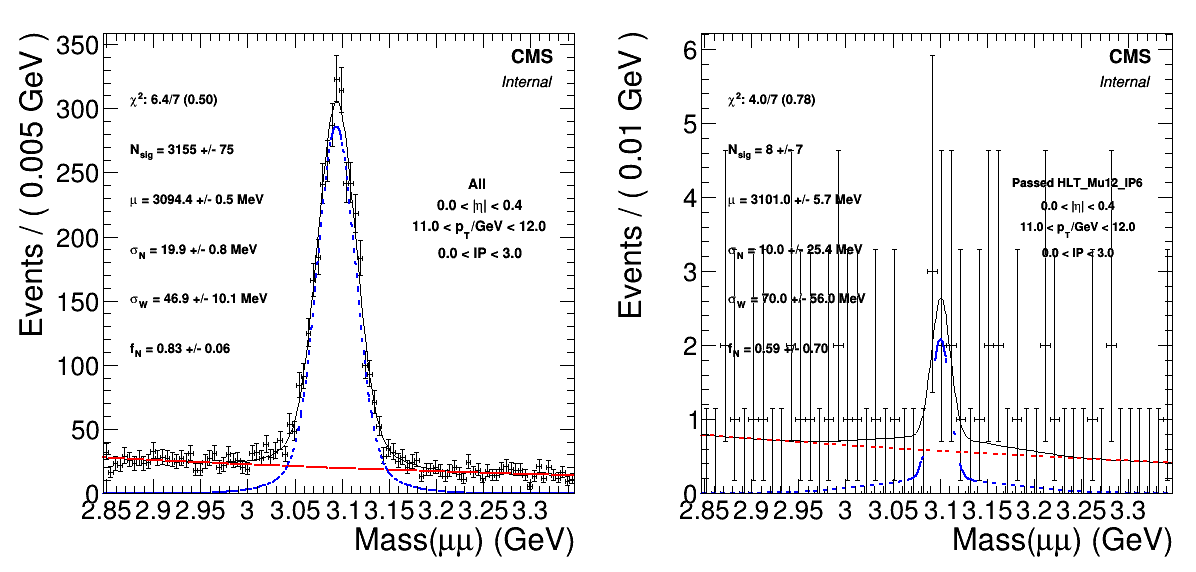 CMS
Internal
χ²: 6.4/7 (0.50)
N_sig = 3155 +/- 75
μ = 3094.4 +/- 0.5 MeV
σ_N = 19.9 +/- 0.8 MeV
σ_W = 46.9 +/- 10.1 MeV
f_N = 0.83 +/- 0.06
All
0.0 < |η| < 0.4
11.0 < p_T/GeV < 12.0
0.0 < IP < 3.0
Events / ( 0.005 GeV )
350
300
250
200
150
100
50
0
2.85 2.9 2.95 3 3.05 3.1 3.15 3.2 3.25 3.3
Mass(μμ) (GeV)
CMS
Internal
χ²: 4.0/7 (0.78)
N_sig = 8 +/- 7
μ = 3101.0 +/- 5.7 MeV
σ_N = 10.0 +/- 25.4 MeV
σ_W = 70.0 +/- 56.0 MeV
f_N = 0.59 +/- 0.70
Passed HLT_Mu12_IP6
0.0 < |η| < 0.4
11.0 < p_T/GeV < 12.0
0.0 < IP < 3.0
Events / ( 0.01 GeV )
6
5
4
3
2
1
0
2.85 2.9 2.95 3 3.05 3.1 3.15 3.2 3.25 3.3
Mass(μμ) (GeV)